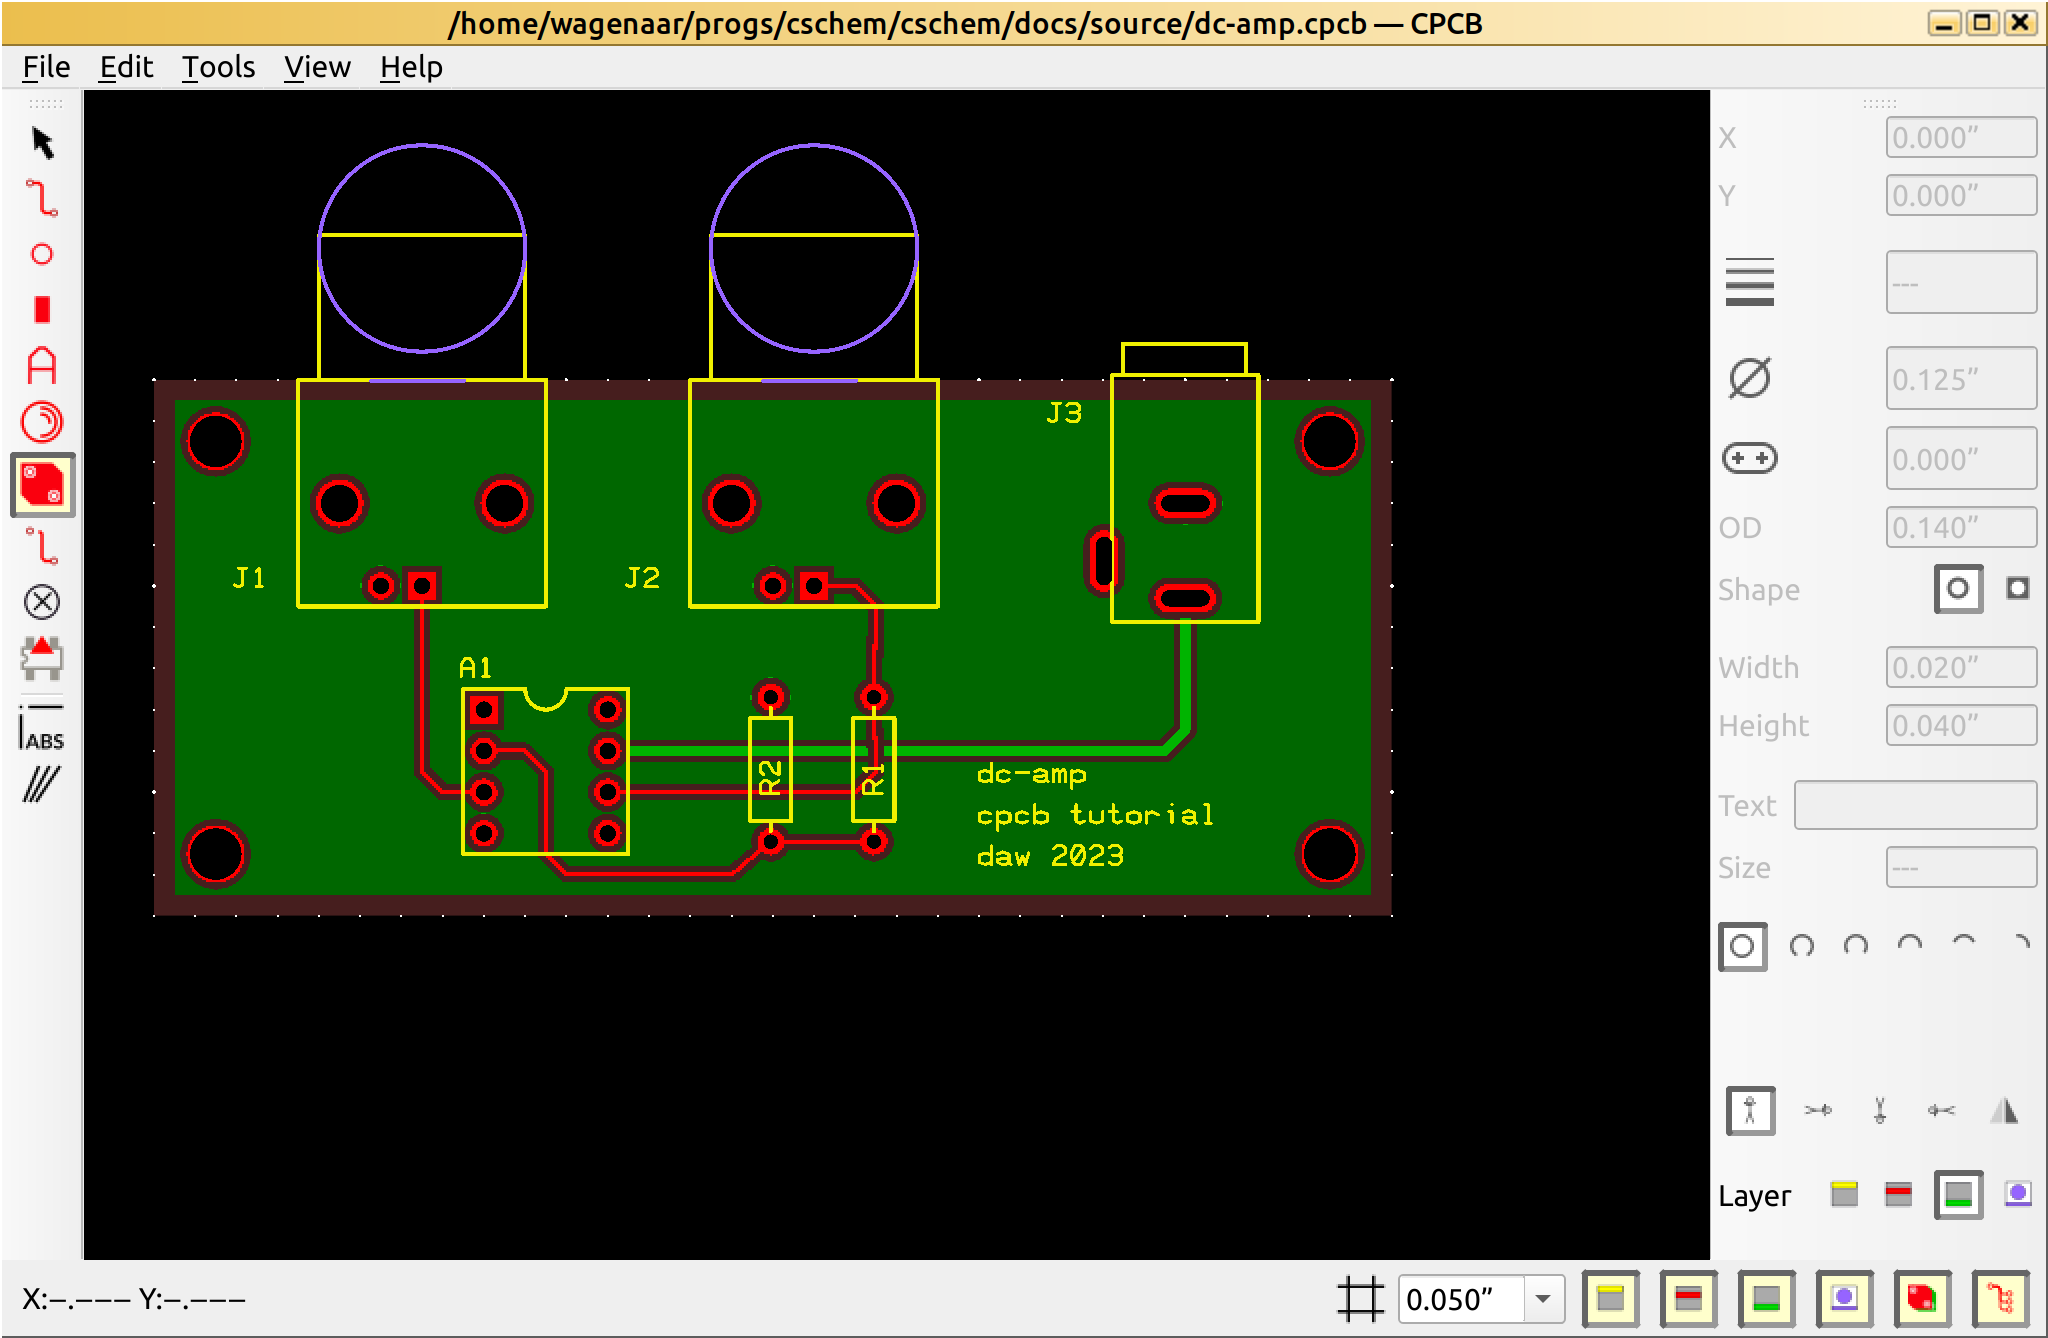 /home/wagenaar/progs/cschem/cschem/docs/source/dc-amp.cpcb — CPCB
File Edit Tools View Help
X 0.000”
Y 0.000”
---
0.125”
0.000”
OD 0.140”
Shape
Width 0.020”
Height 0.040”
Text
Size ---
Layer
ABS
J3
J1
J2
A1
R2
R1
dc-amp
cpcb tutorial
daw 2023
X:–.––– Y:–.–––
0.050”